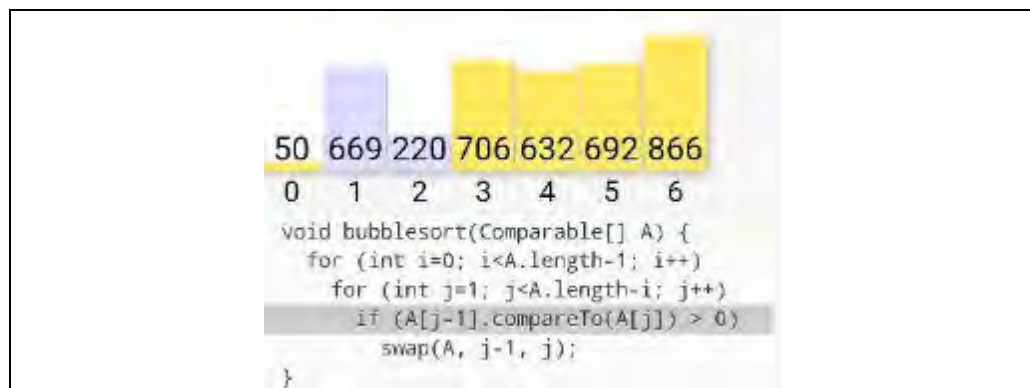 50 669 220 706 632 692 866
0 1 2 3 4 5 6
void bubblesort(Comparable[] A) {
for (int i=0; i<A.length-1; i++)
for (int j=1; j<A.length-i; j++)
if (A[j-1].compareTo(A[j]) > 0)
swap(A, j-1, j);
}